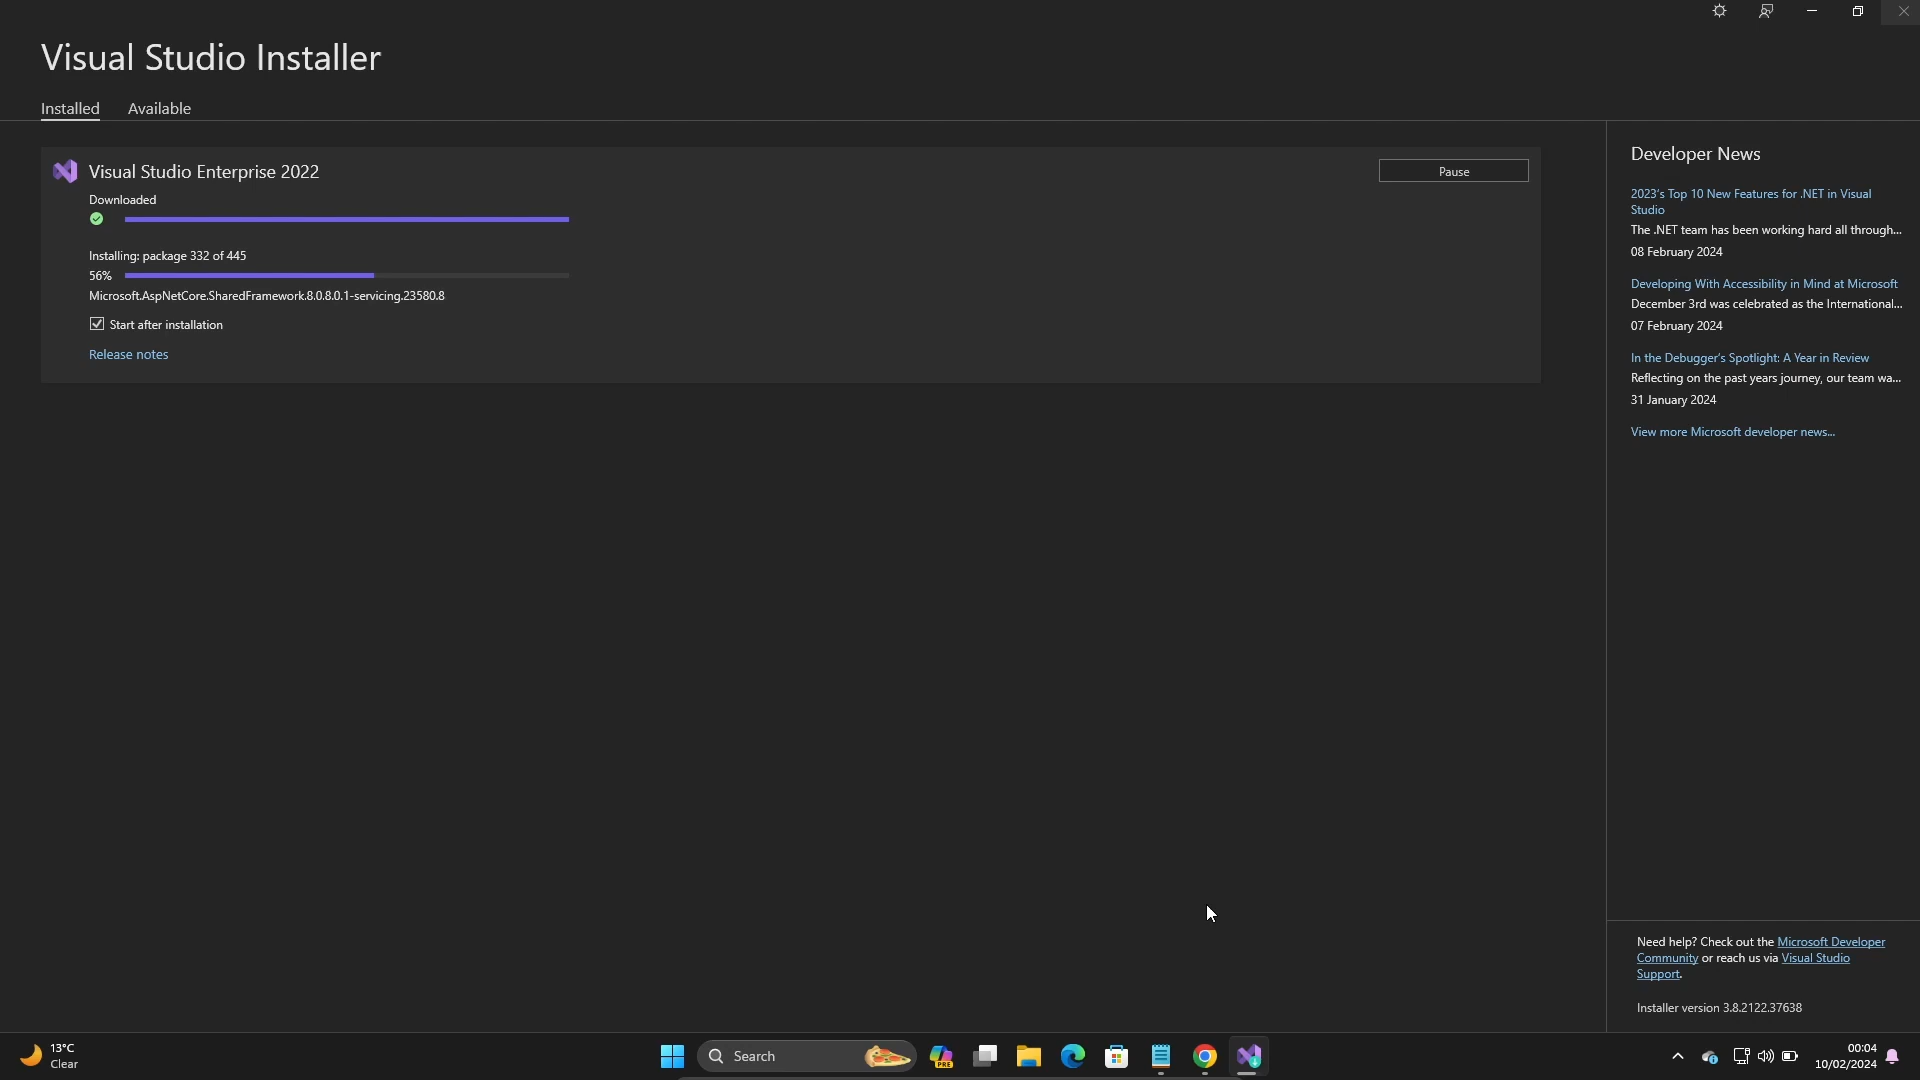 Visual Studio Installer
Installed
Available
Visual Studio Enterprise 2022
Pause
Downloaded
Installing: package 332 of 445
56%
Microsoft.AspNetCore.SharedFramework.8.0.8.0.1-servicing.23580.8
Start after installation
Release notes
Developer News
2023's Top 10 New Features for .NET in Visual
Studio
The .NET team has been working hard all through...
08 February 2024
Developing With Accessibility in Mind at Microsoft
December 3rd was celebrated as the International...
07 February 2024
In the Debugger's Spotlight: A Year in Review
Reflecting on the past years journey, our team wa...
31 January 2024
View more Microsoft developer news...
Need help? Check out the Microsoft Developer
Community or reach us via Visual Studio
Support.
Installer version 3.8.2122.37638
13°C
Clear
Search
PRE
00:04
10/02/2024